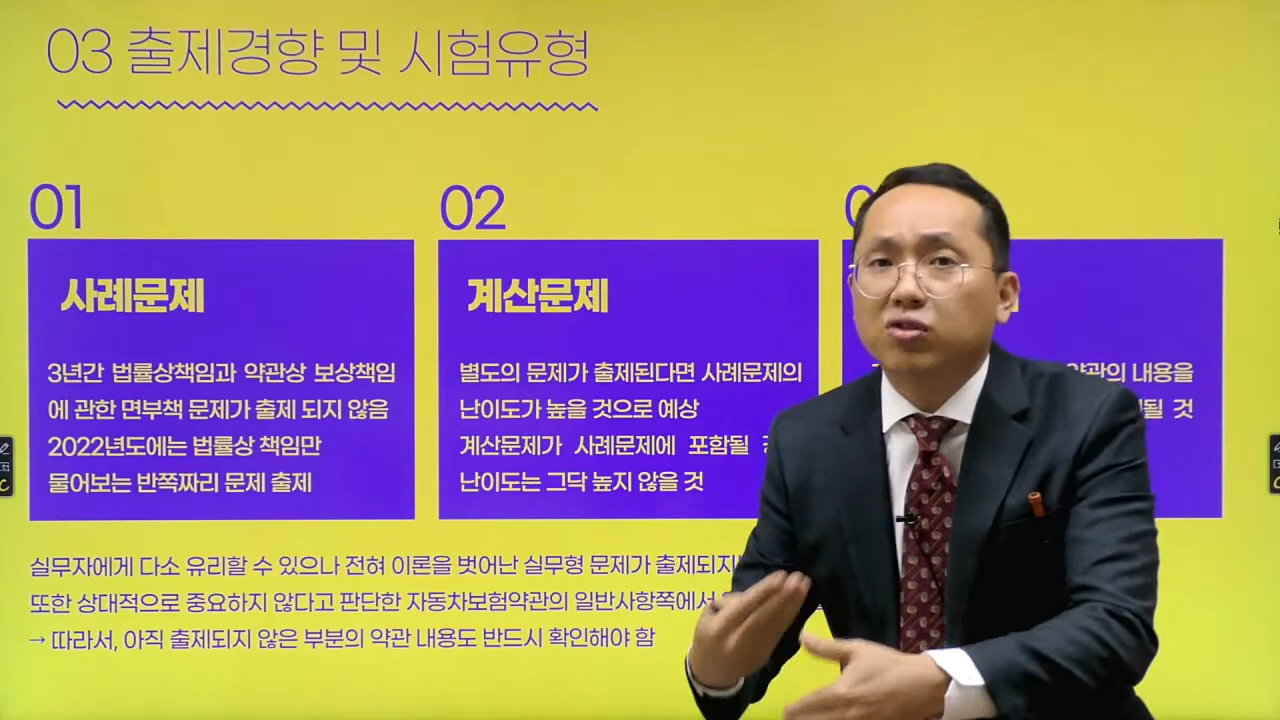 03 출제경향 및 시험유형
01
사례문제
3년간 법률상책임과 약관상 보상책임
에 관한 면부책 문제가 출제 되지 않음
2022년도에는 법률상 책임만
물어보는 반쪽짜리 문제 출제
02
계산문제
별도의 문제가 출제된다면 사례문제의
난이도가 높을 것으로 예상
계산문제가 사례문제에 포함될
난이도는 그닥 높지 않을 것
약관의 내용을
될 것
실무자에게 다소 유리할 수 있으나 전혀 이론을 벗어난 실무형 문제가 출제되지
또한 상대적으로 중요하지 않다고 판단한 자동차보험약관의 일반사항쪽에서
→ 따라서, 아직 출제되지 않은 부분의 약관 내용도 반드시 확인해야 함